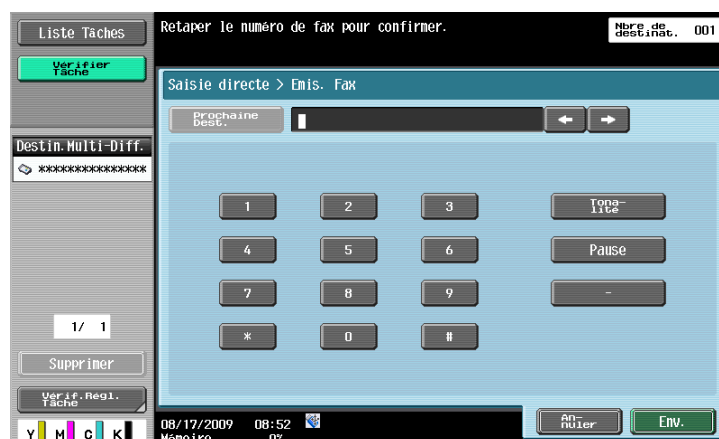 Liste Tâches
Retaper le numéro de fax pour confirmer.
Nbre de
destinat.
001
Vérifier
Tâche
Saisie directe > Emis. Fax
Prochaine
Dest.
Destin.Multi-Diff.
***************
1 2 3
Tona-
lité
4 5 6 Pause
7 8 9 -
* 0 #
1/ 1
Supprimer
Vérif.Régl.
Tâche
08/17/2009 08:52
Mémoire 0%
An-
nuler
Env.
Y M C K